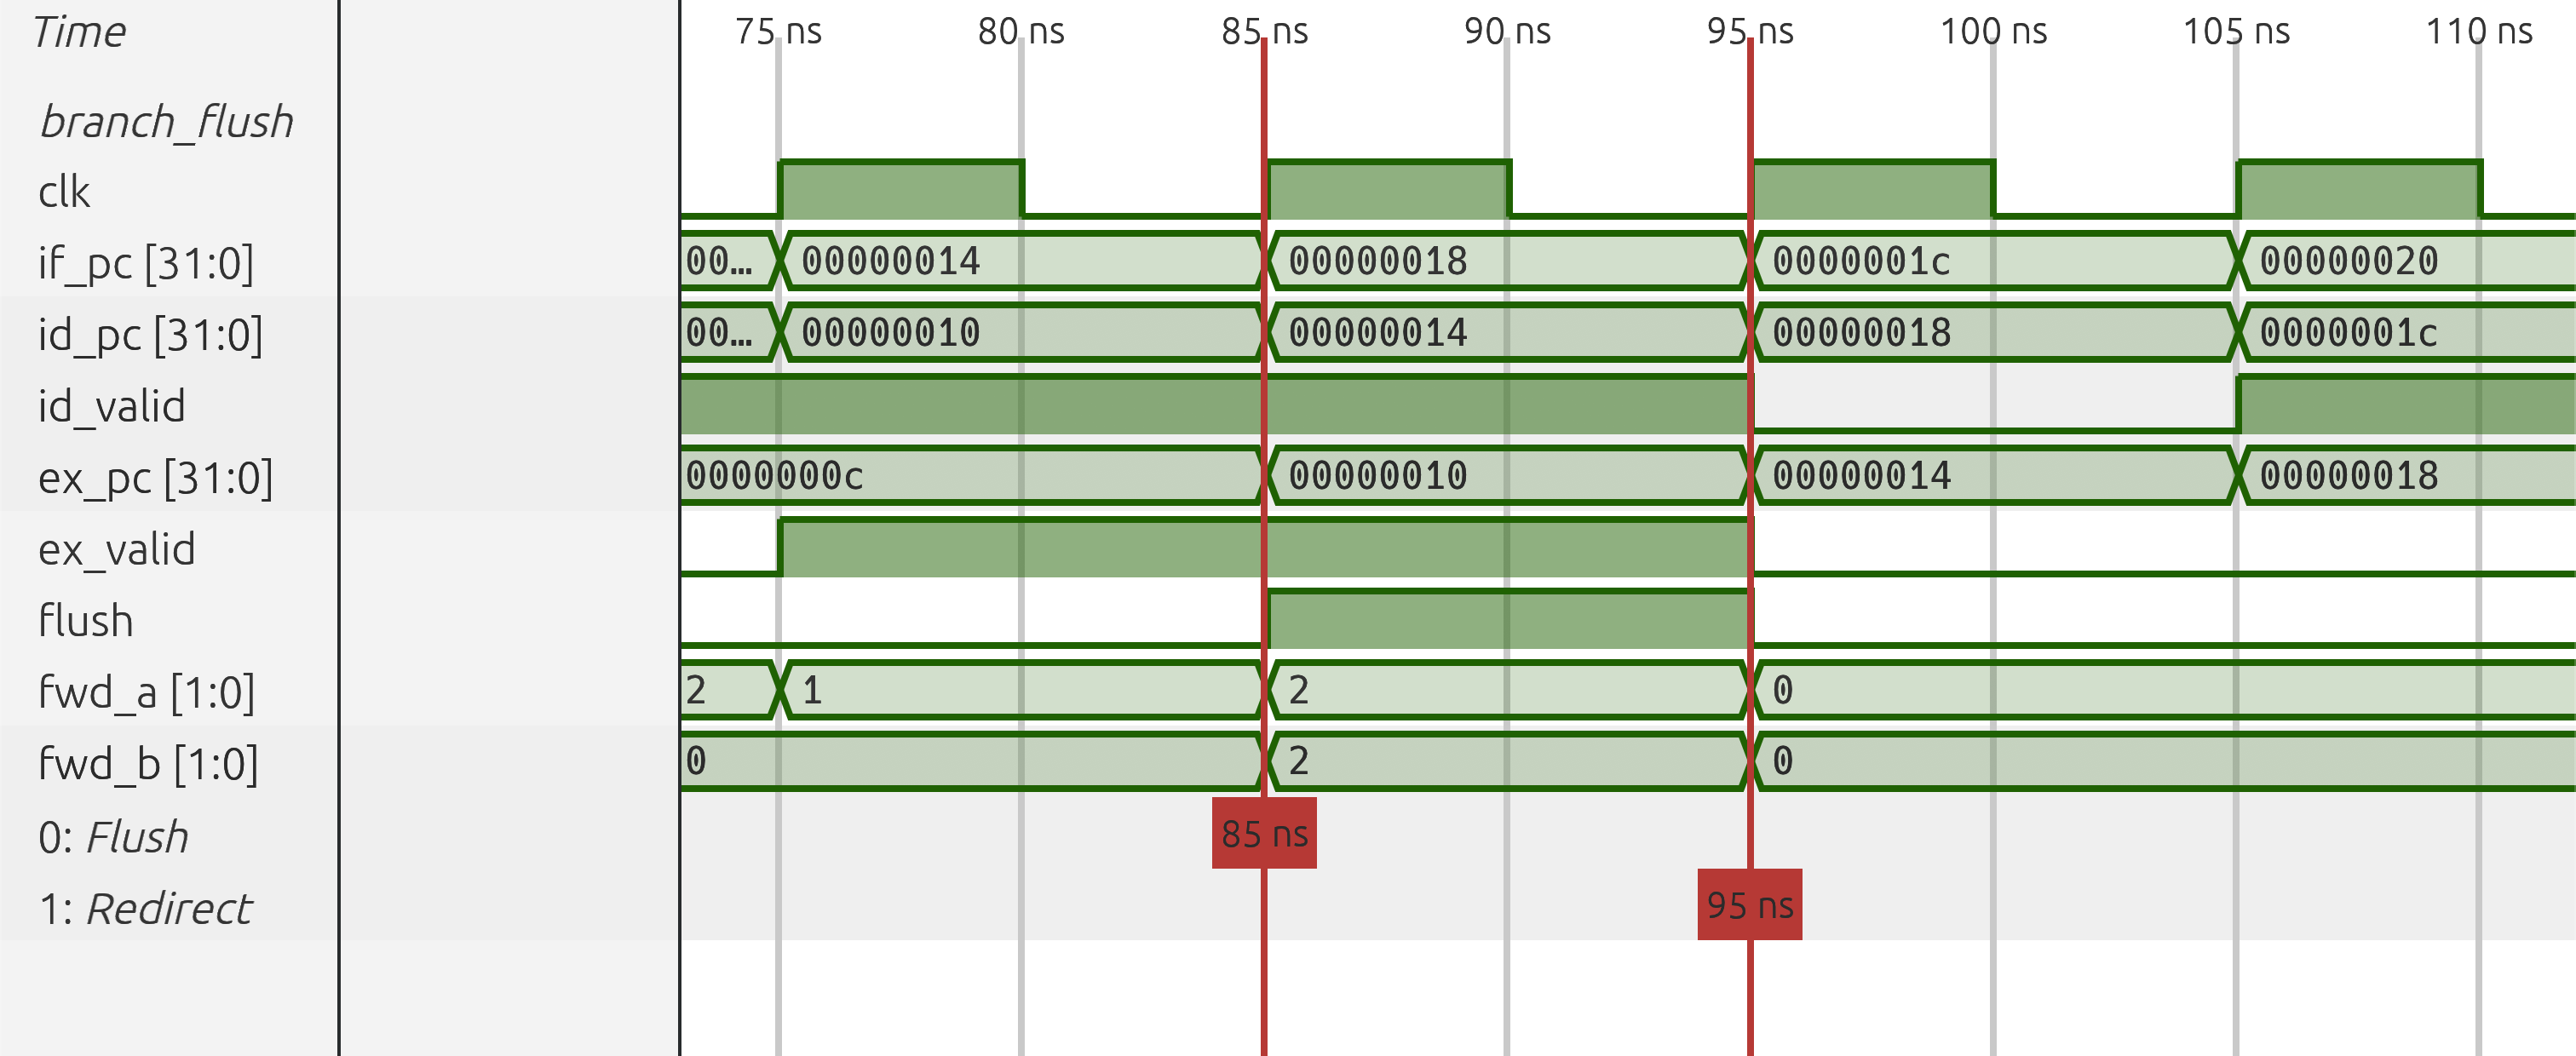 Time 75 ns 80 ns 85 ns 90 ns 95 ns 100 ns 105 ns 110 ns
branch_flush
clk
if_pc [31:0] 00… 00000014 00000018 0000001c 00000020
id_pc [31:0] 00… 00000010 00000014 00000018 0000001c
id_valid
ex_pc [31:0] 0000000c 00000010 00000014 00000018
ex_valid
flush
fwd_a [1:0] 2 1 2 0
fwd_b [1:0] 0 2 0
0: Flush 85 ns
1: Redirect 95 ns